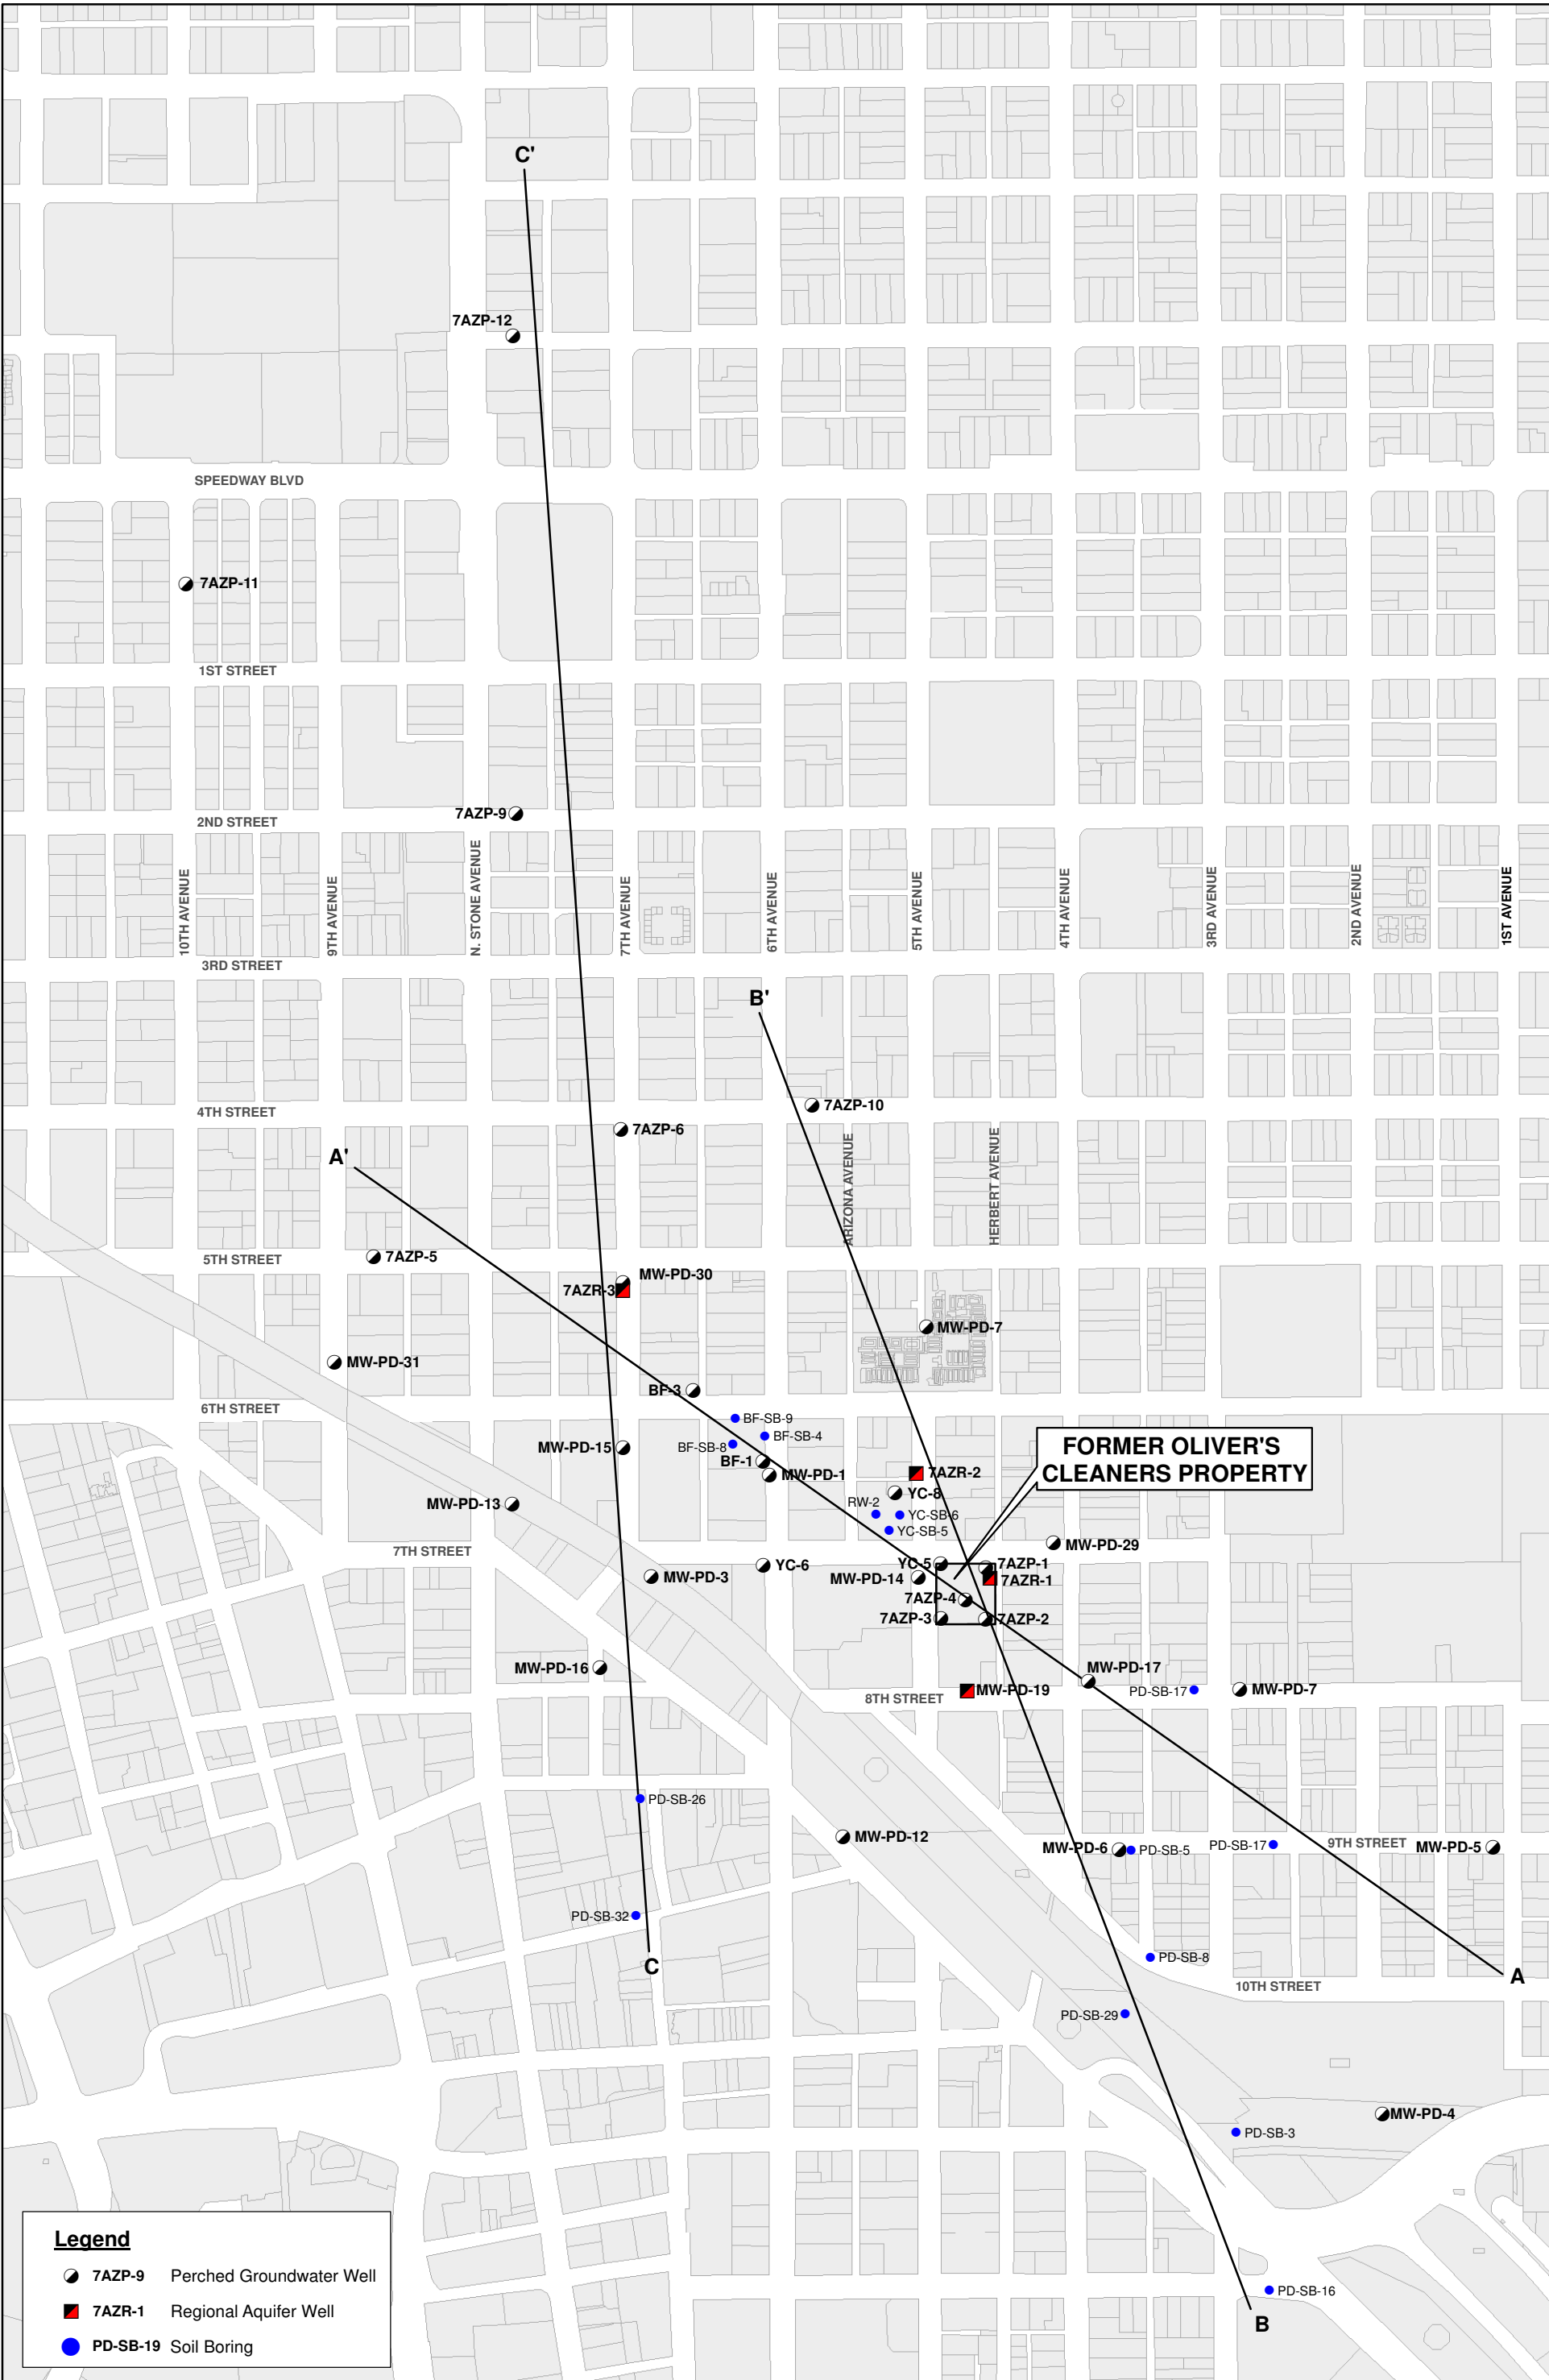 C'
7AZP-12
SPEEDWAY BLVD
7AZP-11
1ST STREET
7AZP-9
2ND STREET
10TH AVENUE
9TH AVENUE
N. STONE AVENUE
7TH AVENUE
6TH AVENUE
5TH AVENUE
4TH AVENUE
3RD AVENUE
2ND AVENUE
1ST AVENUE
3RD STREET
B'
7AZP-10
4TH STREET
7AZP-6
ARIZONA AVENUE
HERBERT AVENUE
A'
7AZP-5
5TH STREET
MW-PD-30
7AZR-3
MW-PD-7
MW-PD-31
BF-3
6TH STREET
BF-SB-9
BF-SB-4
BF-SB-8
MW-PD-15
BF-1
MW-PD-1
FORMER OLIVER'S
CLEANERS PROPERTY
7AZR-2
YC-8
RW-2
YC-SB-6
YC-SB-5
MW-PD-13
MW-PD-29
7TH STREET
YC-6
YC-5
7AZP-1
MW-PD-3
MW-PD-14
7AZR-1
7AZP-4
7AZP-3
7AZP-2
MW-PD-16
MW-PD-17
MW-PD-19
PD-SB-17
MW-PD-7
8TH STREET
PD-SB-26
MW-PD-12
MW-PD-6
PD-SB-5
PD-SB-17
9TH STREET
MW-PD-5
PD-SB-32
PD-SB-8
C
A
10TH STREET
PD-SB-29
MW-PD-4
PD-SB-3
PD-SB-16
B
Legend
7AZP-9 Perched Groundwater Well
7AZR-1 Regional Aquifer Well
PD-SB-19 Soil Boring